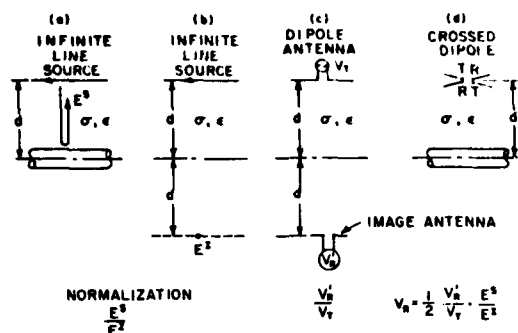 (a) (b) (c) (d)
INFINITE LINE SOURCE
INFINITE LINE SOURCE
DIPOLE ANTENNA
CROSSED DIPOLE
V_T
T R
R T
d
E^S
σ, ε
d
σ, ε
d
σ, ε
σ, ε
d
d
d
E^I
IMAGE ANTENNA
V_R'
NORMALIZATION
E^S / E^I
V_R' / V_T
V_R = 1/2 V_R' / V_T · E^S / E^I